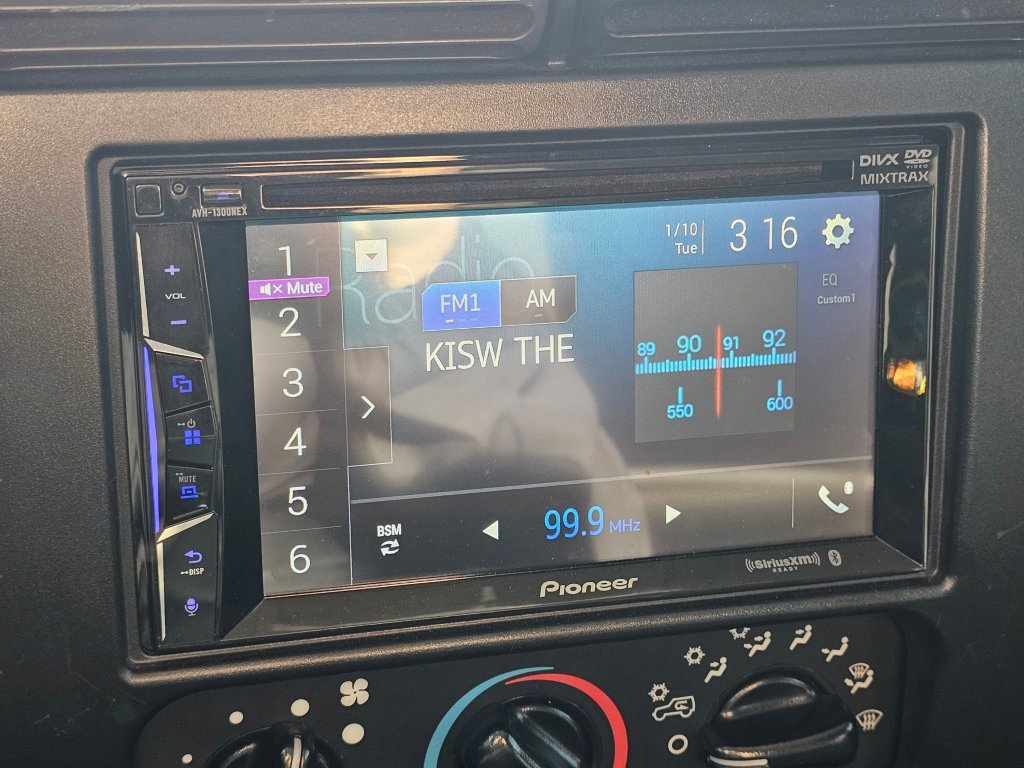 DIVX DVD
VIDEO
MIXTRAX
AVH-1300NEX
1/10
Tue
3 16
Radio
1
Mute
2
3
4
5
6
FM1
AM
KISW THE
EQ
Custom1
89 90 91 92
550 600
VOL
MUTE
DISP
BSM
99.9 MHz
Pioneer
((SiriusXM))
READY